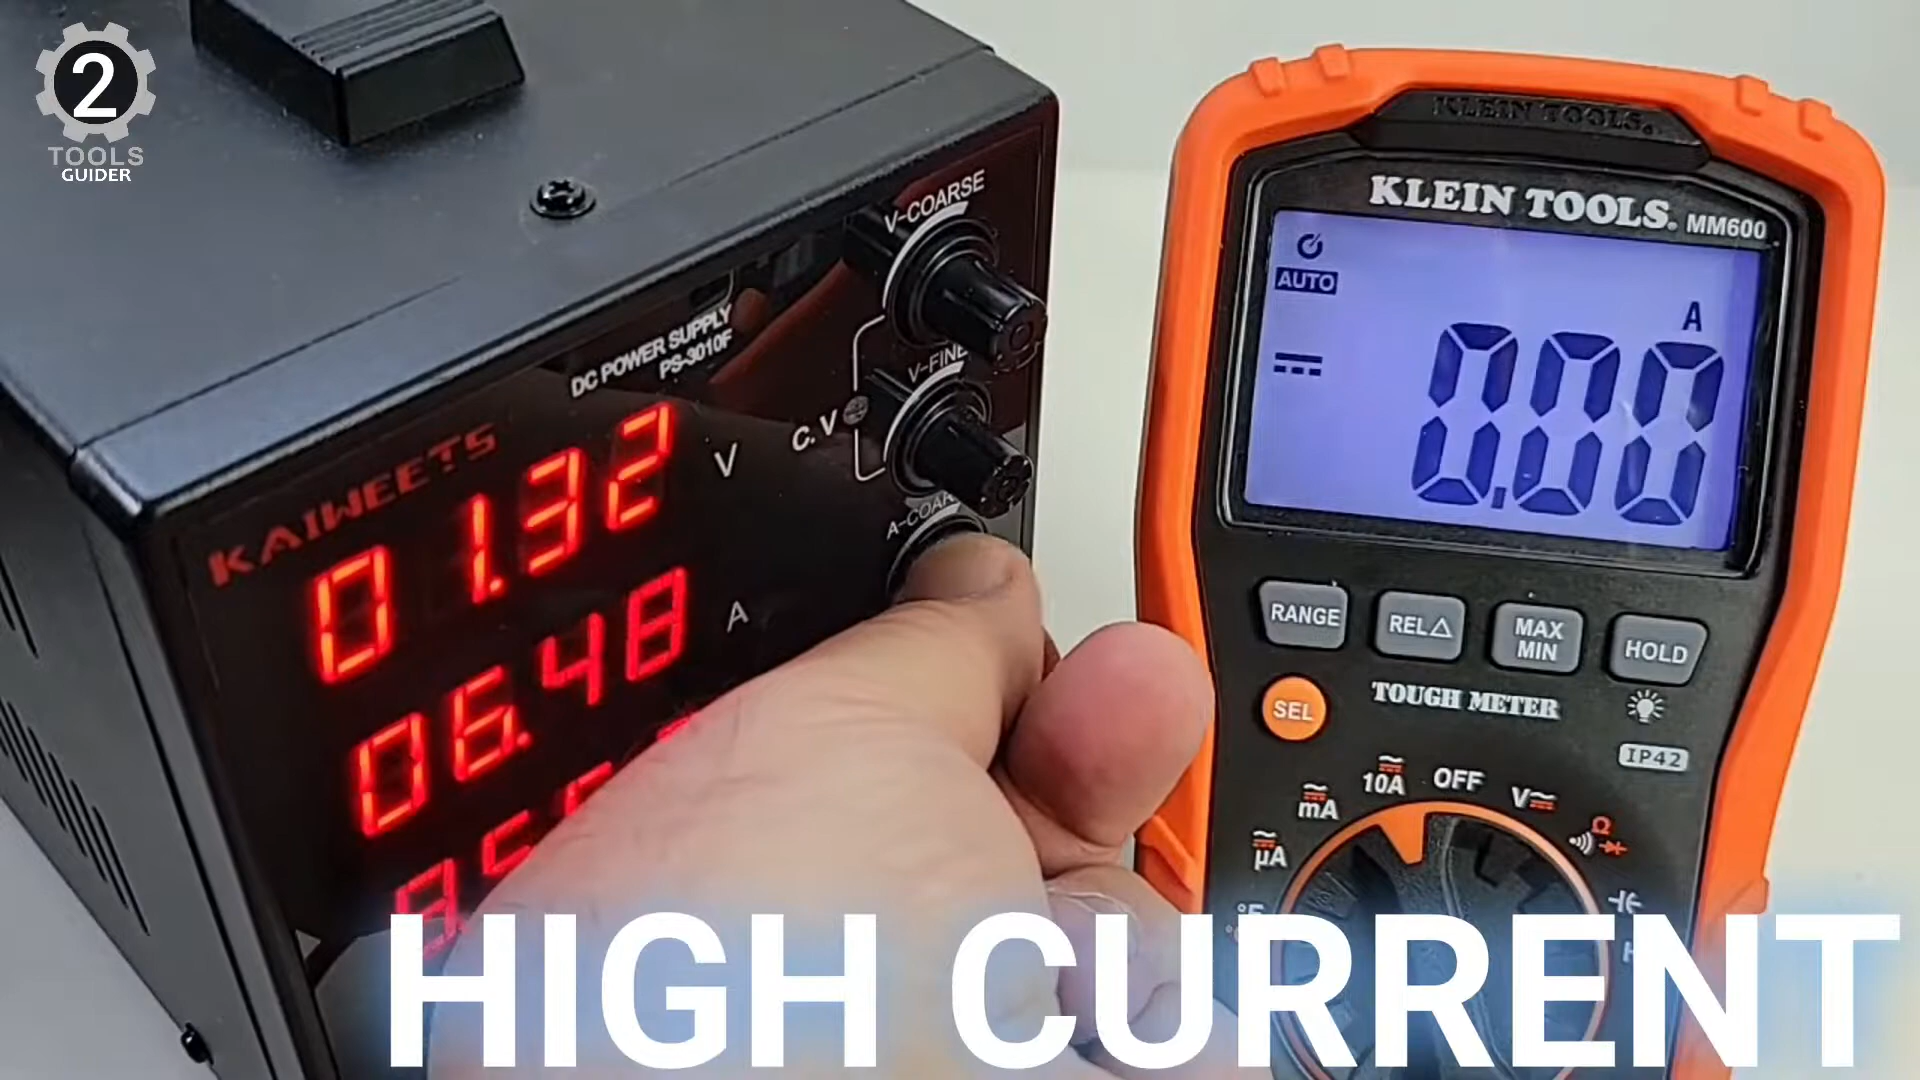 2
TOOLS
GUIDER
V-COARSE
DC POWER SUPPLY
PS-3010F
V-FINE
C.V
KAIWEETS
01.32 V
06.48 A
KLEIN TOOLS®
KLEIN TOOLS® MM600
AUTO
A
0.00
RANGE
REL△
MAX
MIN
HOLD
SEL
TOUGH METER
IP42
µA
mA
10A
OFF
V
Ω
°F
HIGH CURRENT